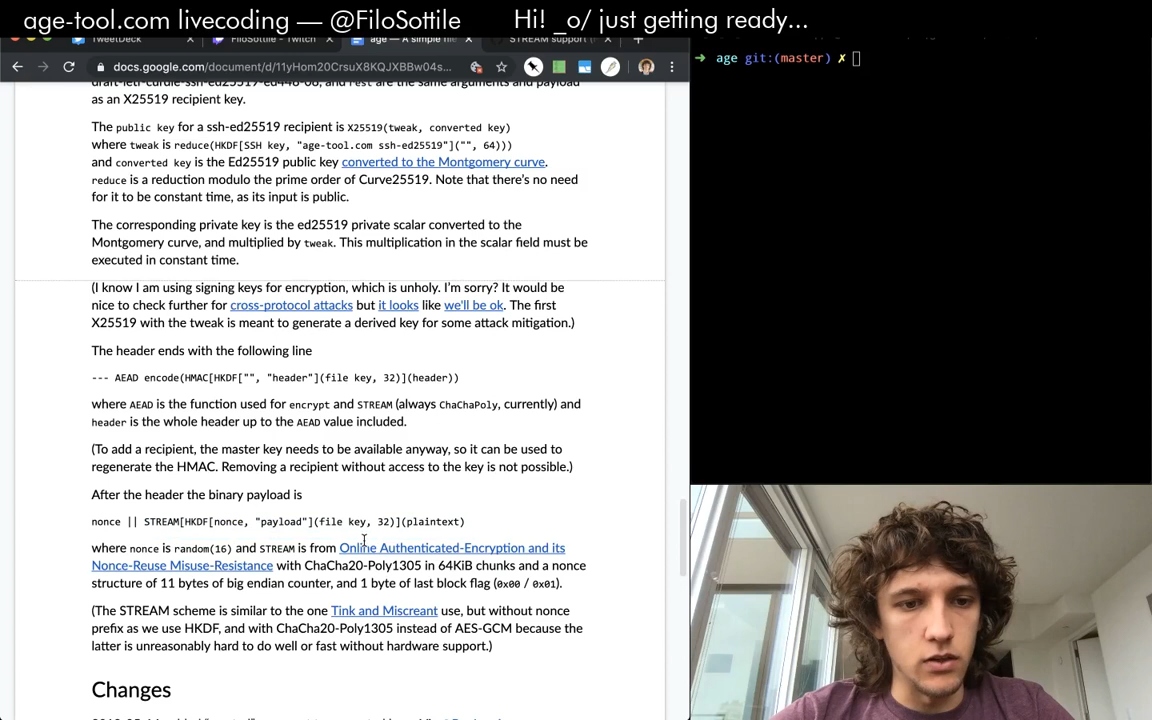 age-tool.com livecoding — @FiloSottile
Hi! _o/ just getting ready...
TweetDeck
FiloSottile - Twitch
age — A simple fil
STREAM support (
docs.google.com/document/d/11yHom20CrsuX8KQJXBBw04s...
➜ age git:(master) ✗
are the same arguments and payload
as an X25519 recipient key.
The public key for a ssh-ed25519 recipient is X25519(tweak, converted key)
where tweak is reduce(HKDF[SSH key, "age-tool.com ssh-ed25519"]("", 64)))
and converted key is the Ed25519 public key converted to the Montgomery curve.
reduce is a reduction modulo the prime order of Curve25519. Note that there's no need
for it to be constant time, as its input is public.
The corresponding private key is the ed25519 private scalar converted to the
Montgomery curve, and multiplied by tweak. This multiplication in the scalar field must be
executed in constant time.
(I know I am using signing keys for encryption, which is unholy. I'm sorry? It would be
nice to check further for cross-protocol attacks but it looks like we'll be ok. The first
X25519 with the tweak is meant to generate a derived key for some attack mitigation.)
The header ends with the following line
--- AEAD encode(HMAC[HKDF["", "header"](file key, 32)](header))
where AEAD is the function used for encrypt and STREAM (always ChaChaPoly, currently) and
header is the whole header up to the AEAD value included.
(To add a recipient, the master key needs to be available anyway, so it can be used to
regenerate the HMAC. Removing a recipient without access to the key is not possible.)
After the header the binary payload is
nonce || STREAM[HKDF[nonce, "payload"](file key, 32)](plaintext)
where nonce is random(16) and STREAM is from Online Authenticated-Encryption and its
Nonce-Reuse Misuse-Resistance with ChaCha20-Poly1305 in 64KiB chunks and a nonce
structure of 11 bytes of big endian counter, and 1 byte of last block flag (0x00 / 0x01).
(The STREAM scheme is similar to the one Tink and Miscreant use, but without nonce
prefix as we use HKDF, and with ChaCha20-Poly1305 instead of AES-GCM because the
latter is unreasonably hard to do well or fast without hardware support.)
Changes